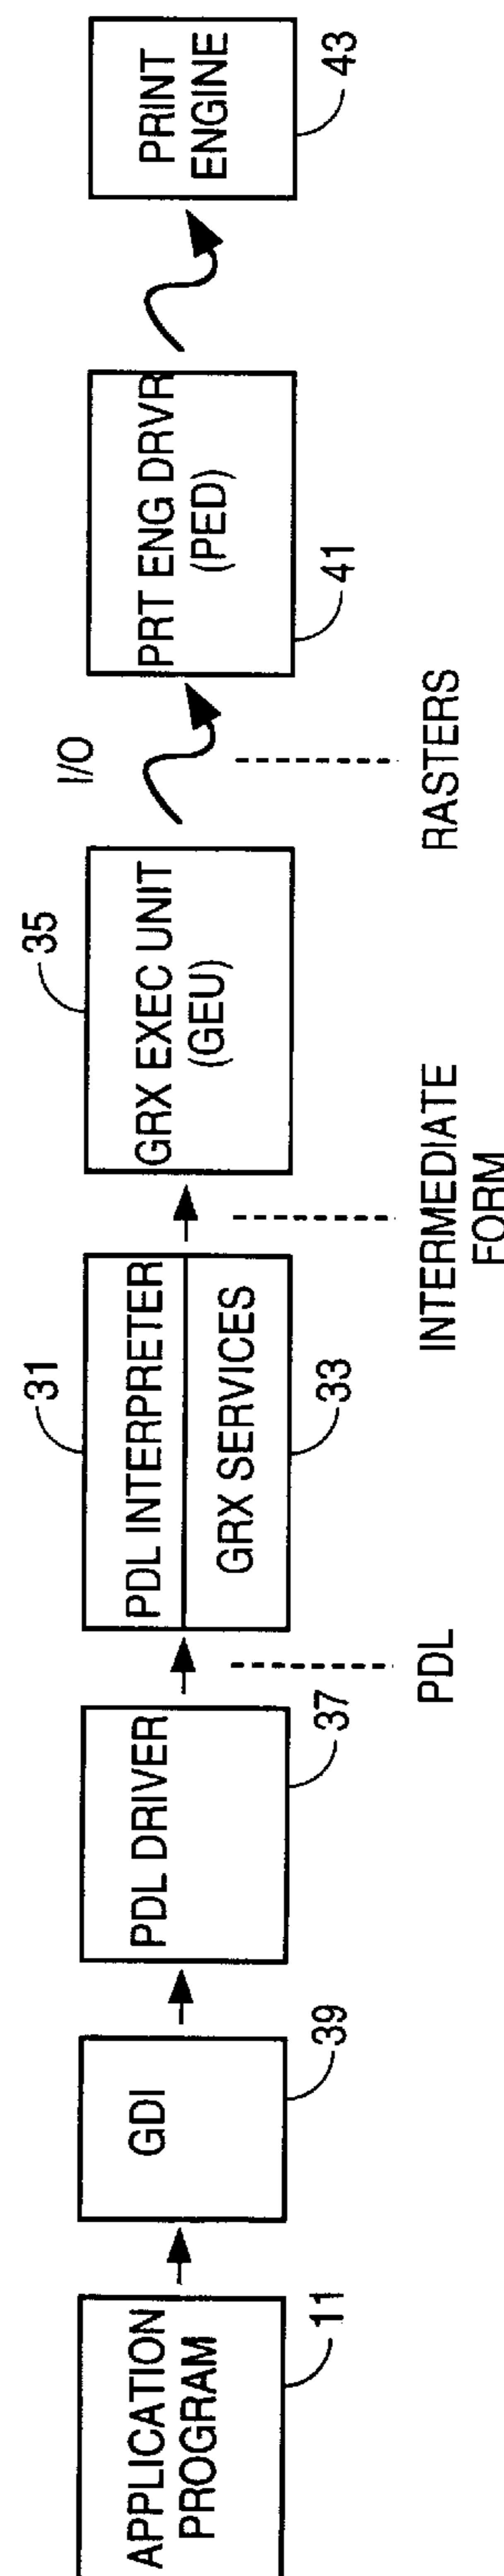 APPLICATION
PROGRAM
11
GDI
39
PDL DRIVER
37
PDL
PDL INTERPRETER
31
GRX SERVICES
33
INTERMEDIATE
FORM
GRX EXEC UNIT
(GEU)
35
I/O
RASTERS
PRT ENG DRVR
(PED)
41
PRINT
ENGINE
43